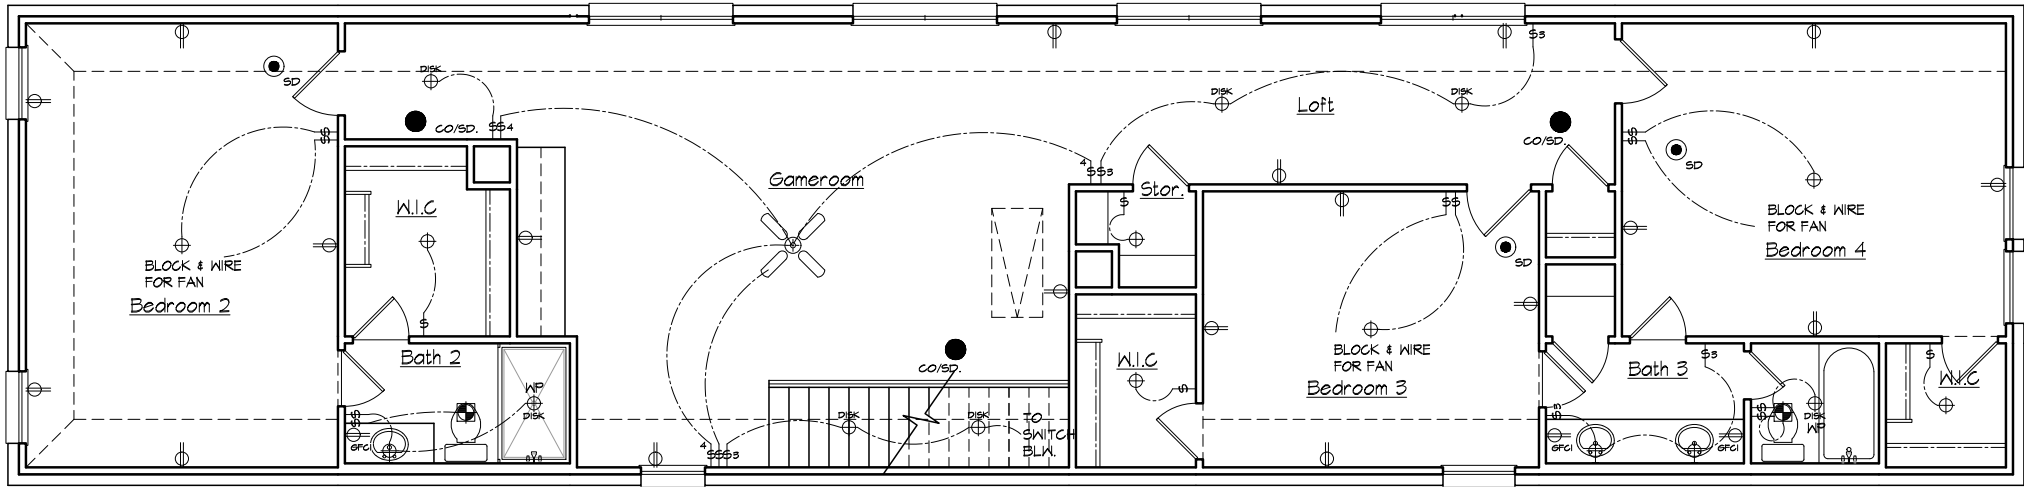 $3
DISK
SD
DISK
DISK
Loft
CO/SD.
$$4
CO/SD.
$$
$$
SD
4
$$3
Gameroom
Stor.
$
W.I.C
$$
BLOCK & WIRE
FOR FAN
Bedroom 4
SD
BLOCK & WIRE
FOR FAN
Bedroom 2
$
Bath 2
CO/SD.
W.I.C
$
BLOCK & WIRE
FOR FAN
Bedroom 3
$3
Bath 3
$
W.I.C
WP
DISK
$$
GFCI
DISK
DISK
TO
SWITCH
BLW.
4
$$$3
$3
GFCI
GFCI
$$
DISK
WP